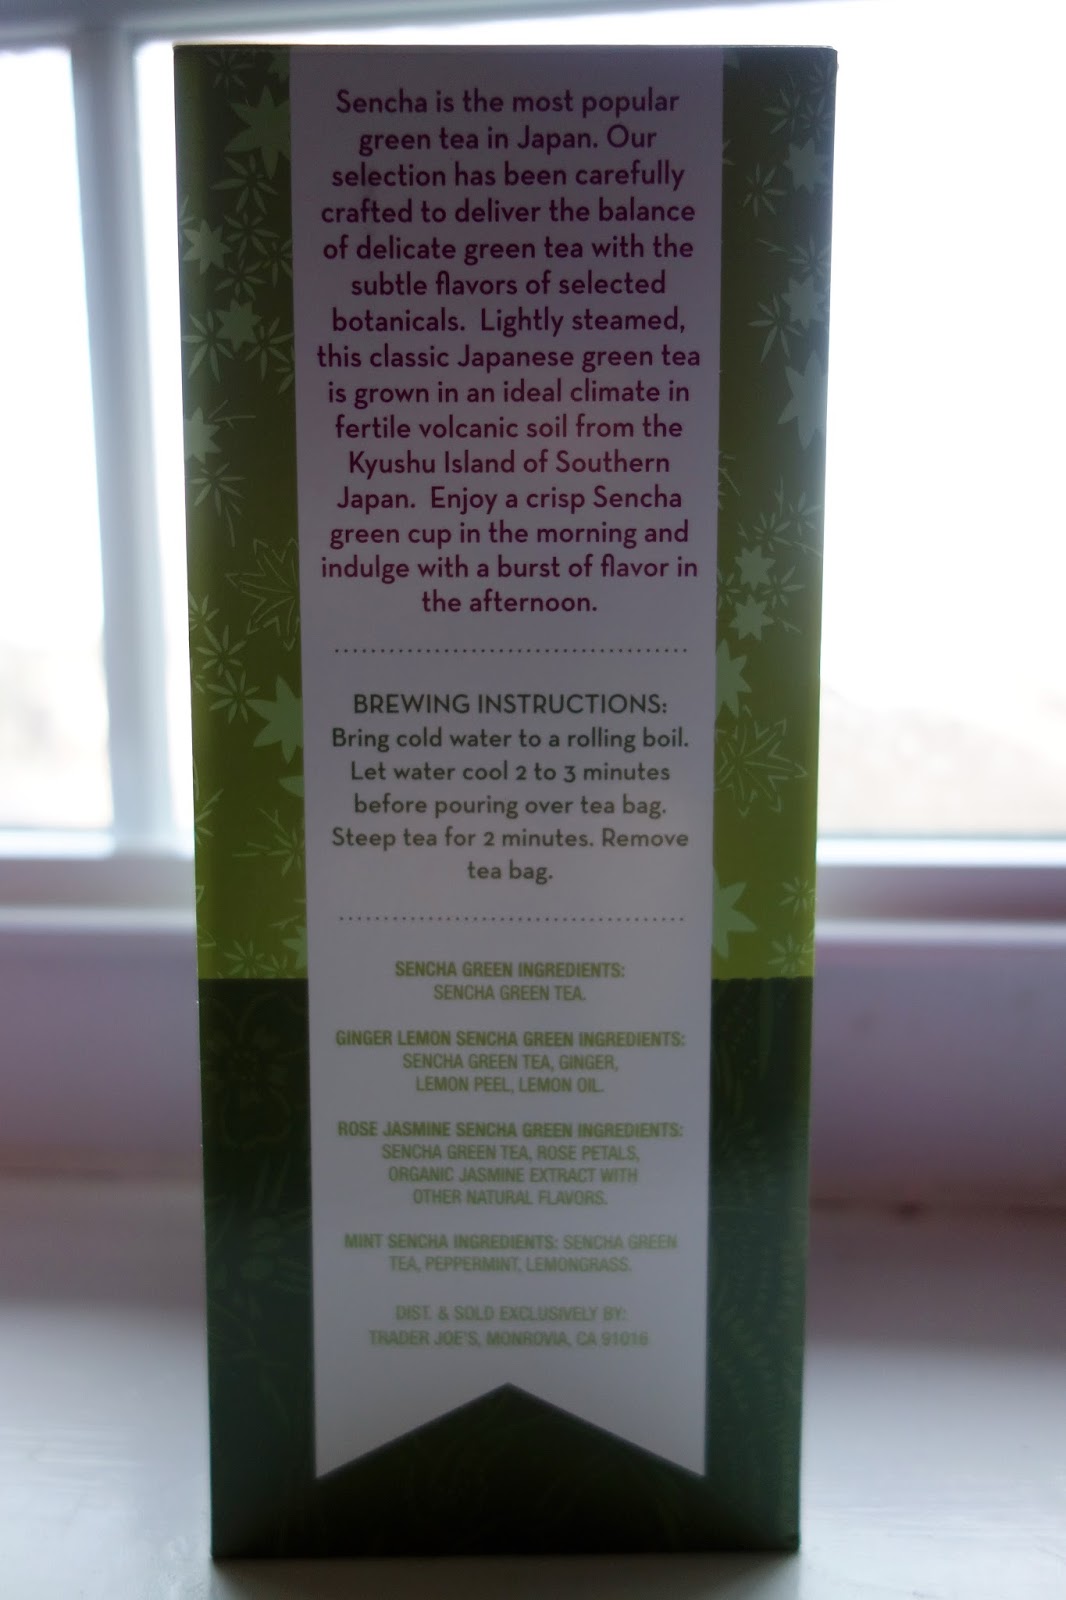 Sencha is the most popular
green tea in Japan. Our
selection has been carefully
crafted to deliver the balance
of delicate green tea with the
subtle flavors of selected
botanicals. Lightly steamed,
this classic Japanese green tea
is grown in an ideal climate in
fertile volcanic soil from the
Kyushu Island of Southern
Japan. Enjoy a crisp Sencha
green cup in the morning and
indulge with a burst of flavor in
the afternoon.
BREWING INSTRUCTIONS:
Bring cold water to a rolling boil.
Let water cool 2 to 3 minutes
before pouring over tea bag.
Steep tea for 2 minutes. Remove
tea bag.
SENCHA GREEN INGREDIENTS:
SENCHA GREEN TEA.
GINGER LEMON SENCHA GREEN INGREDIENTS:
SENCHA GREEN TEA, GINGER,
LEMON PEEL, LEMON OIL.
ROSE JASMINE SENCHA GREEN INGREDIENTS:
SENCHA GREEN TEA, ROSE PETALS,
ORGANIC JASMINE EXTRACT WITH
OTHER NATURAL FLAVORS.
MINT SENCHA INGREDIENTS: SENCHA GREEN
TEA, PEPPERMINT, LEMONGRASS.
DIST. & SOLD EXCLUSIVELY BY:
TRADER JOE'S, MONROVIA, CA 91016